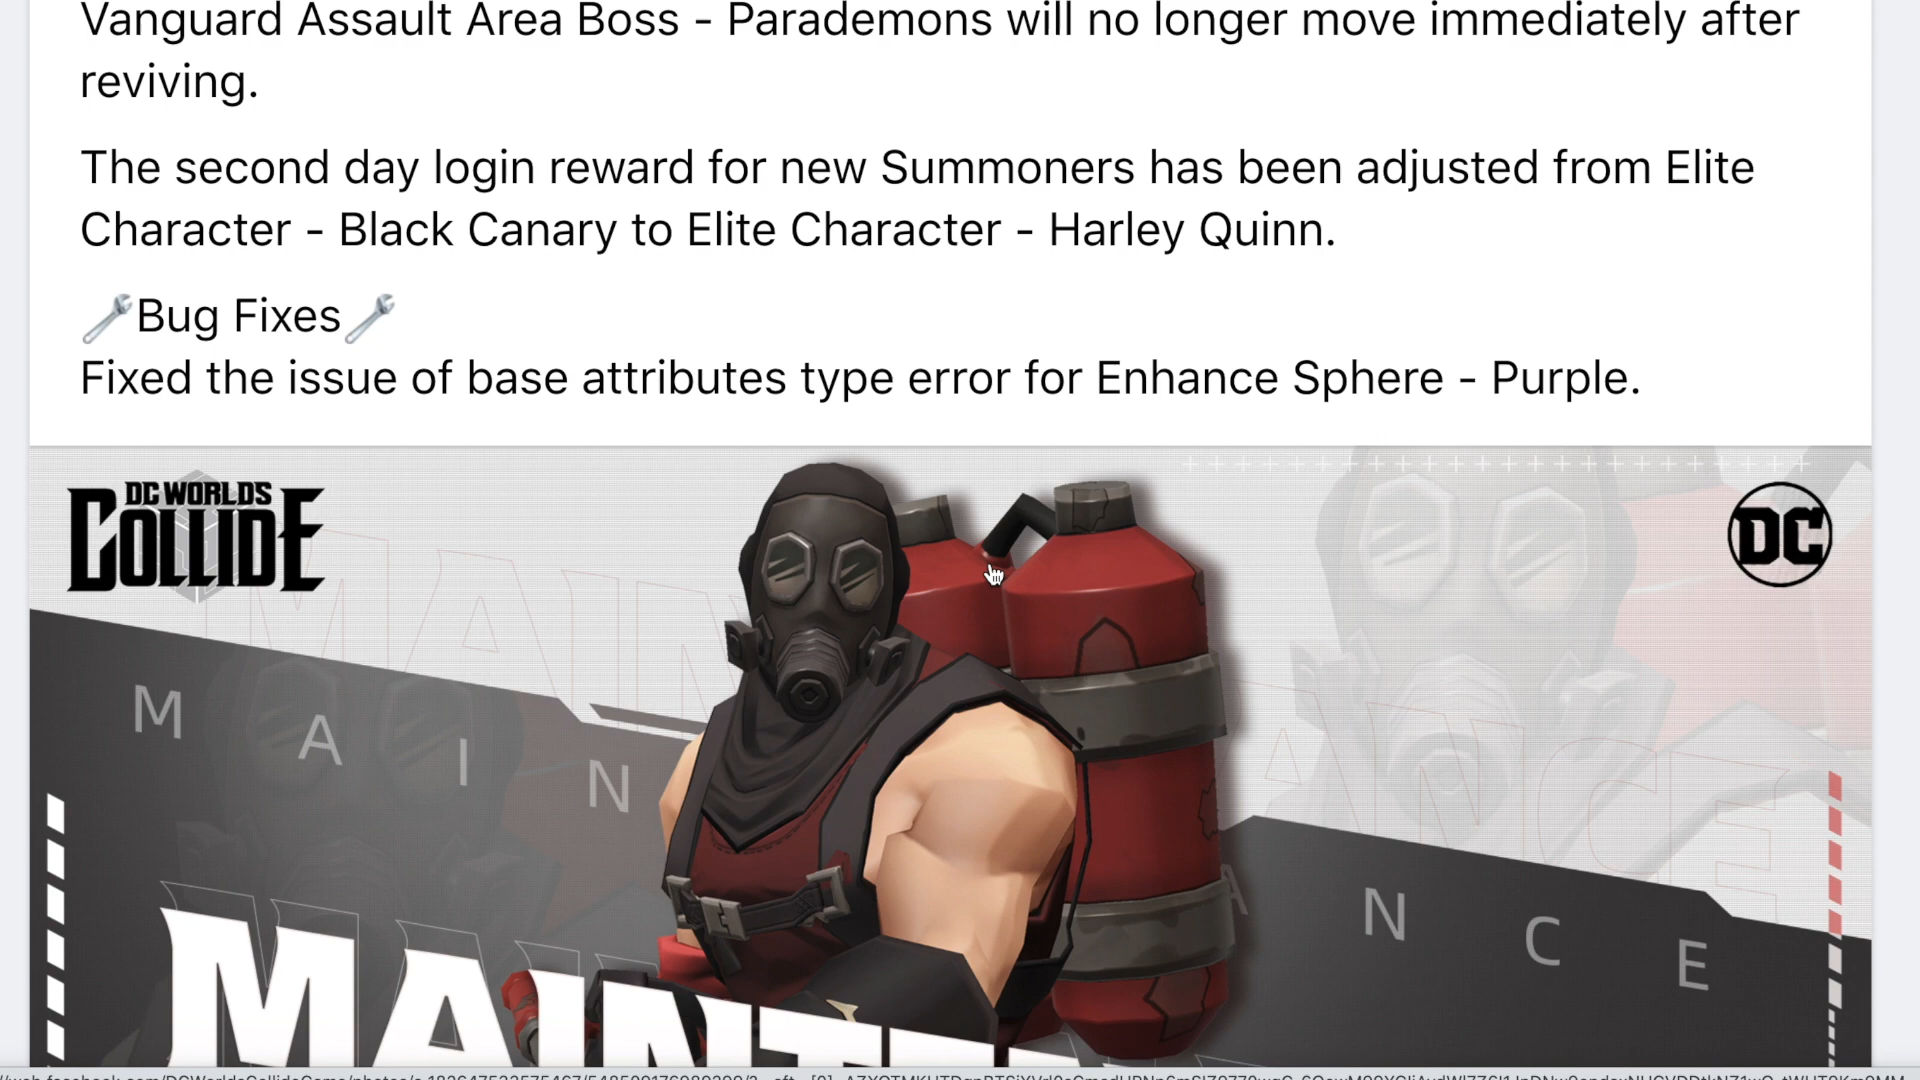 Vanguard Assault Area Boss - Parademons will no longer move immediately after
reviving.
The second day login reward for new Summoners has been adjusted from Elite
Character - Black Canary to Elite Character - Harley Quinn.
🔧Bug Fixes🔧
Fixed the issue of base attributes type error for Enhance Sphere - Purple.
DC WORLDS
COLLIDE
DC
M A I N
A N C E
MAINTE